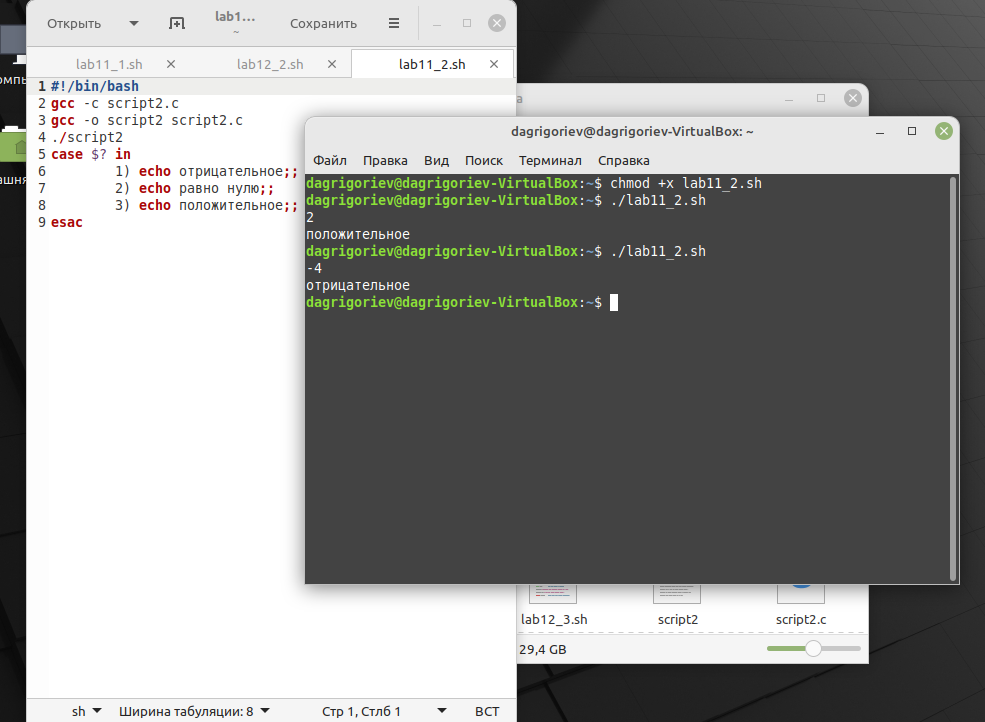 Открыть
lab1...
~
Сохранить
lab11_1.sh
lab12_2.sh
lab11_2.sh
1 #!/bin/bash
2 gcc -c script2.c
3 gcc -o script2 script2.c
4 ./script2
5 case $? in
6 1) echo отрицательное;;
7 2) echo равно нулю;;
8 3) echo положительное;;
9 esac
sh
Ширина табуляции: 8
Стр 1, Стлб 1
ВСТ
dagrigoriev@dagrigoriev-VirtualBox: ~
Файл Правка Вид Поиск Терминал Справка
dagrigoriev@dagrigoriev-VirtualBox:~$ chmod +x lab11_2.sh
dagrigoriev@dagrigoriev-VirtualBox:~$ ./lab11_2.sh
2
положительное
dagrigoriev@dagrigoriev-VirtualBox:~$ ./lab11_2.sh
-4
отрицательное
dagrigoriev@dagrigoriev-VirtualBox:~$
lab12_3.sh
script2
script2.c
29,4 GB